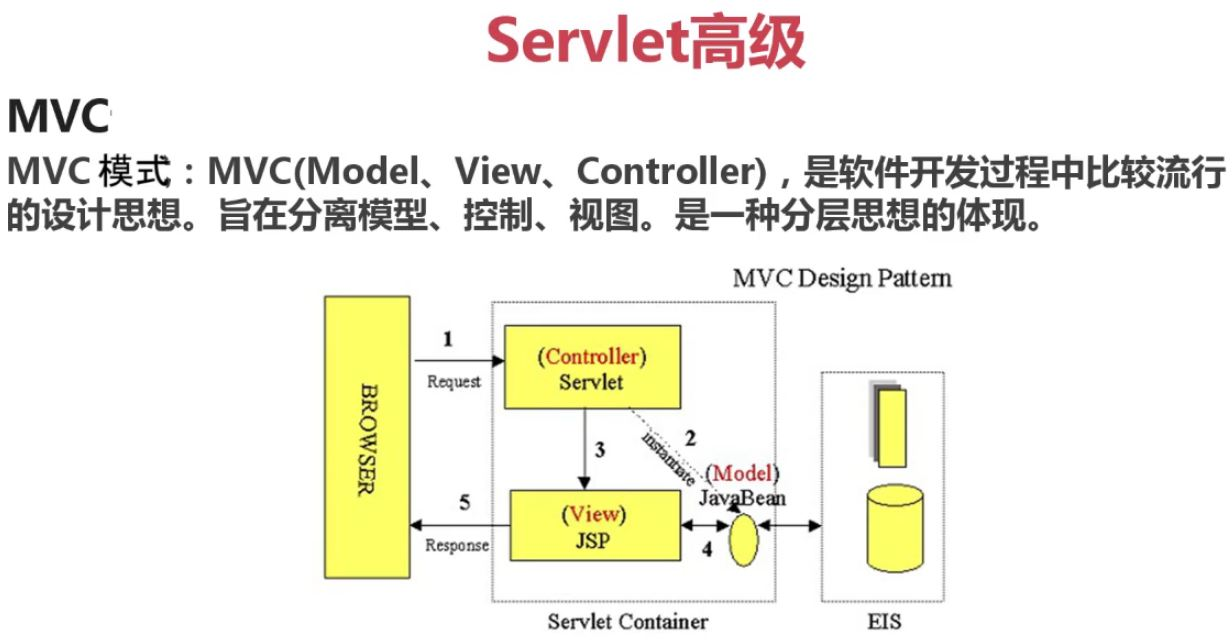 Servlet高级
MVC
MVC 模式：MVC(Model、View、Controller)，是软件开发过程中比较流行
的设计思想。旨在分离模型、控制、视图。是一种分层思想的体现。
MVC Design Pattern
BROWSER
1
Request
(Controller)
Servlet
2
instantiate
3
(Model)
JavaBean
(View)
JSP
4
5
Response
Servlet Container
EIS